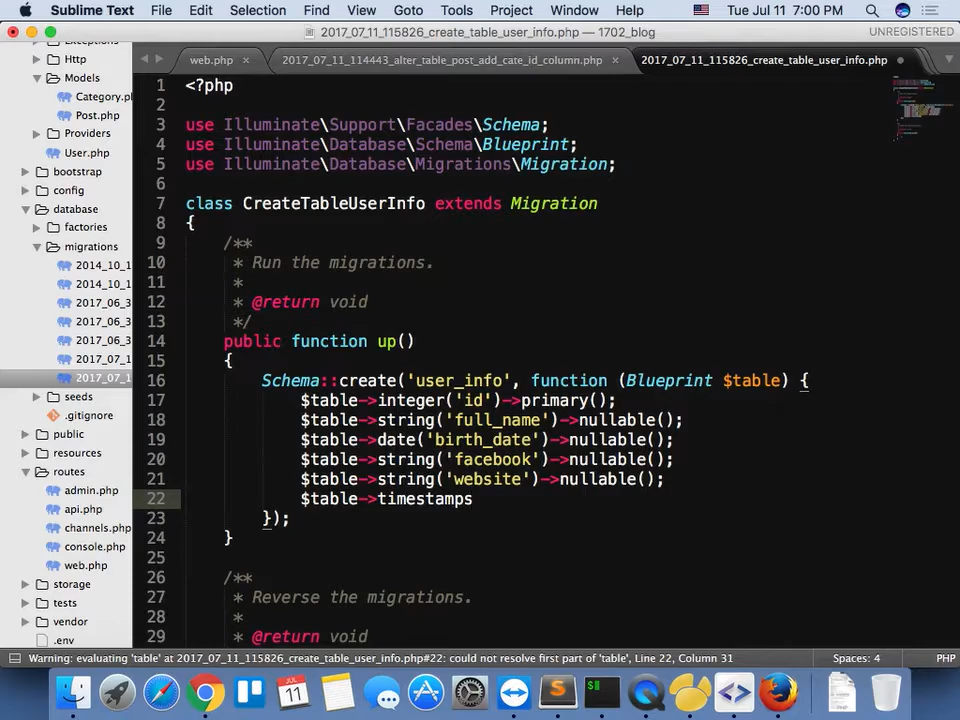 Sublime Text File Edit Selection Find View Goto Tools Project Window Help Tue Jul 11 7:00 PM
2017_07_11_115826_create_table_user_info.php — 1702_blog UNREGISTERED
web.php × 2017_07_11_114443_alter_table_post_add_cate_id_column.php × 2017_07_11_115826_create_table_user_info.php
Exceptions
Http
Models
Category.ph
Post.php
Providers
User.php
bootstrap
config
database
factories
migrations
2014_10_1
2014_10_1
2017_06_3
2017_06_3
2017_06_3
2017_07_1
2017_07_1
seeds
.gitignore
public
resources
routes
admin.php
api.php
channels.php
console.php
web.php
storage
tests
vendor
.env
1 <?php
2
3 use Illuminate\Support\Facades\Schema;
4 use Illuminate\Database\Schema\Blueprint;
5 use Illuminate\Database\Migrations\Migration;
6
7 class CreateTableUserInfo extends Migration
8 {
9 /**
10 * Run the migrations.
11 *
12 * @return void
13 */
14 public function up()
15 {
16 Schema::create('user_info', function (Blueprint $table) {
17 $table->integer('id')->primary();
18 $table->string('full_name')->nullable();
19 $table->date('birth_date')->nullable();
20 $table->string('facebook')->nullable();
21 $table->string('website')->nullable();
22 $table->timestamps
23 });
24 }
25
26 /**
27 * Reverse the migrations.
28 *
29 * @return void
Warning: evaluating 'table' at 2017_07_11_115826_create_table_user_info.php#22: could not resolve first part of 'table', Line 22, Column 31 Spaces: 4 PHP
11